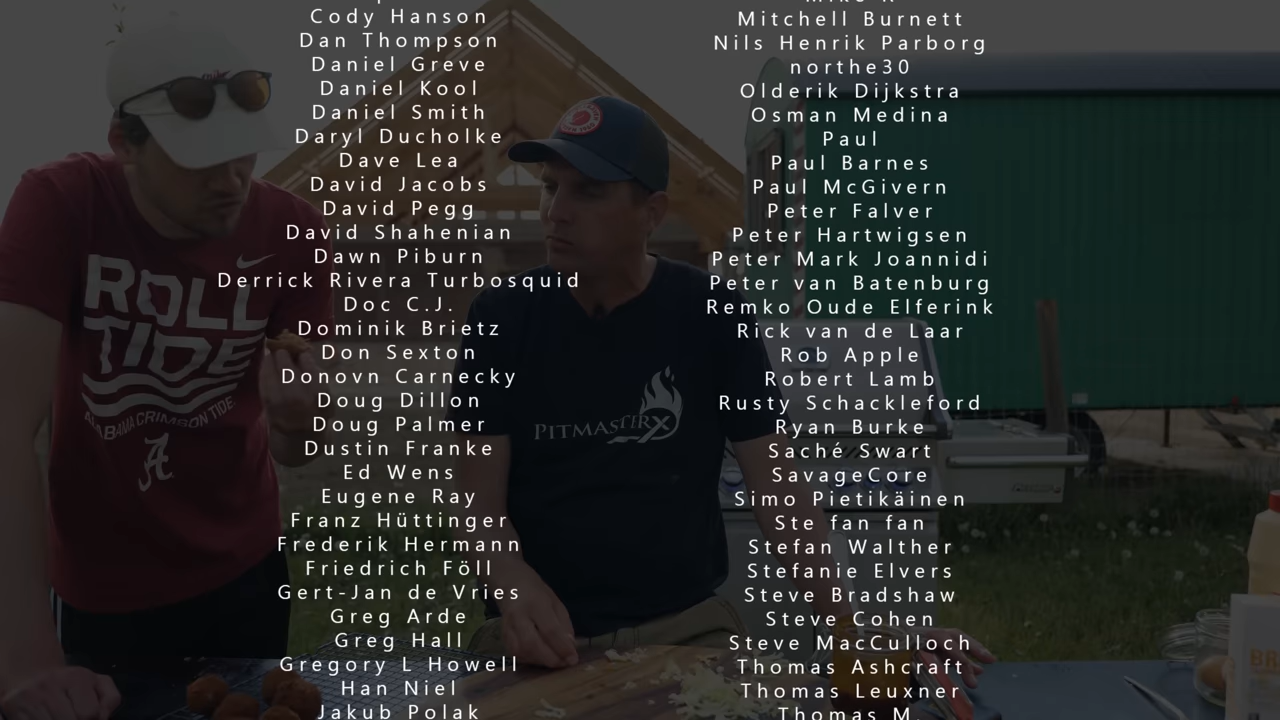 Cody Hanson
Dan Thompson
Daniel Greve
Daniel Kool
Daniel Smith
Daryl Ducholke
Dave Lea
David Jacobs
David Pegg
David Shahenian
Dawn Piburn
Derrick Rivera Turbosquid
Doc C.J.
Dominik Brietz
Don Sexton
Donovn Carnecky
Doug Dillon
Doug Palmer
Dustin Franke
Ed Wens
Eugene Ray
Franz Hüttinger
Frederik Hermann
Friedrich Föll
Gert-Jan de Vries
Greg Arde
Greg Hall
Gregory L Howell
Han Niel
Jakub Polak
Mitchell Burnett
Nils Henrik Parborg
northe30
Olderik Dijkstra
Osman Medina
Paul
Paul Barnes
Paul McGivern
Peter Falver
Peter Hartwigsen
Peter Mark Joannidi
Peter van Batenburg
Remko Oude Elferink
Rick van de Laar
Rob Apple
Robert Lamb
Rusty Schackleford
Ryan Burke
Saché Swart
SavageCore
Simo Pietikäinen
Ste fan fan
Stefan Walther
Stefanie Elvers
Steve Bradshaw
Steve Cohen
Steve MacCulloch
Thomas Ashcraft
Thomas Leuxner
Thomas M.
ROLL
TIDE
ALABAMA CRIMSON TIDE
A
PITMASTERX